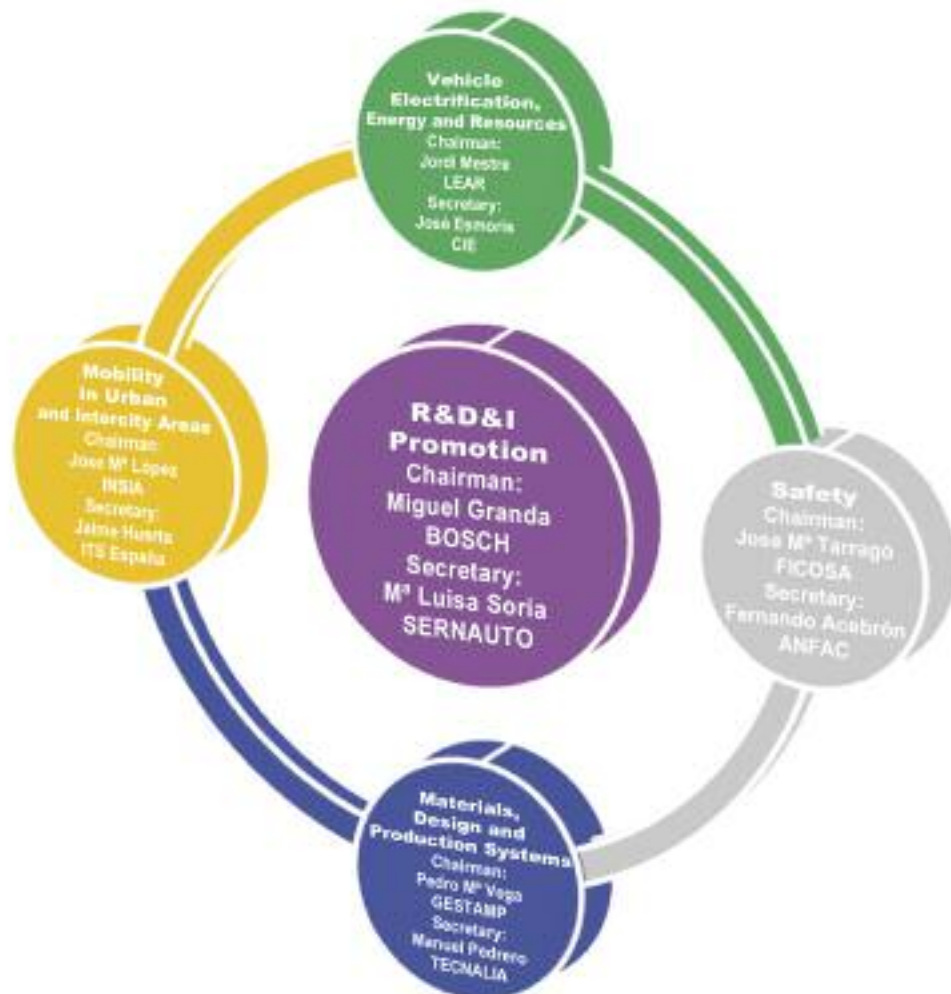 Vehicle
Electrification,
Energy and Resources
Chairman:
Jordi Mestre
LEAR
Secretary:
José Esmoris
CIE
Mobility
in Urban
and Intercity Areas
Chairman:
Jose Mª López
INSIA
Secretary:
Jaime Huerta
ITS España
R&D&I
Promotion
Chairman:
Miguel Granda
BOSCH
Secretary:
Mª Luisa Soria
SERNAUTO
Safety
Chairman:
Jose Mª Tarragó
FICOSA
Secretary:
Fernando Acebrón
ANFAC
Materials,
Design and
Production Systems
Chairman:
Pedro Mª Vega
GESTAMP
Secretary:
Manuel Pedrero
TECNALIA